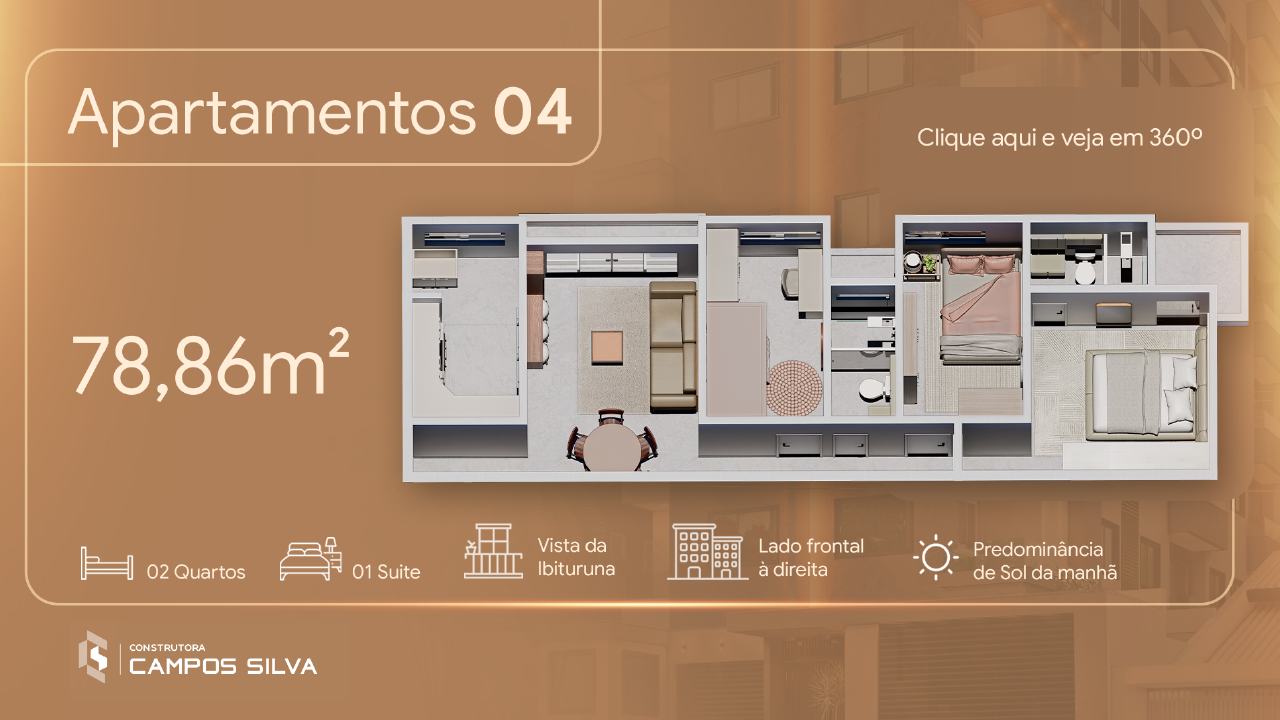 Apartamentos 04
Clique aqui e veja em 360º
78,86m²
02 Quartos
01 Suite
Vista da
Ibituruna
Lado frontal
à direita
Predominância
de Sol da manhã
CONSTRUTORA
CAMPOS SILVA